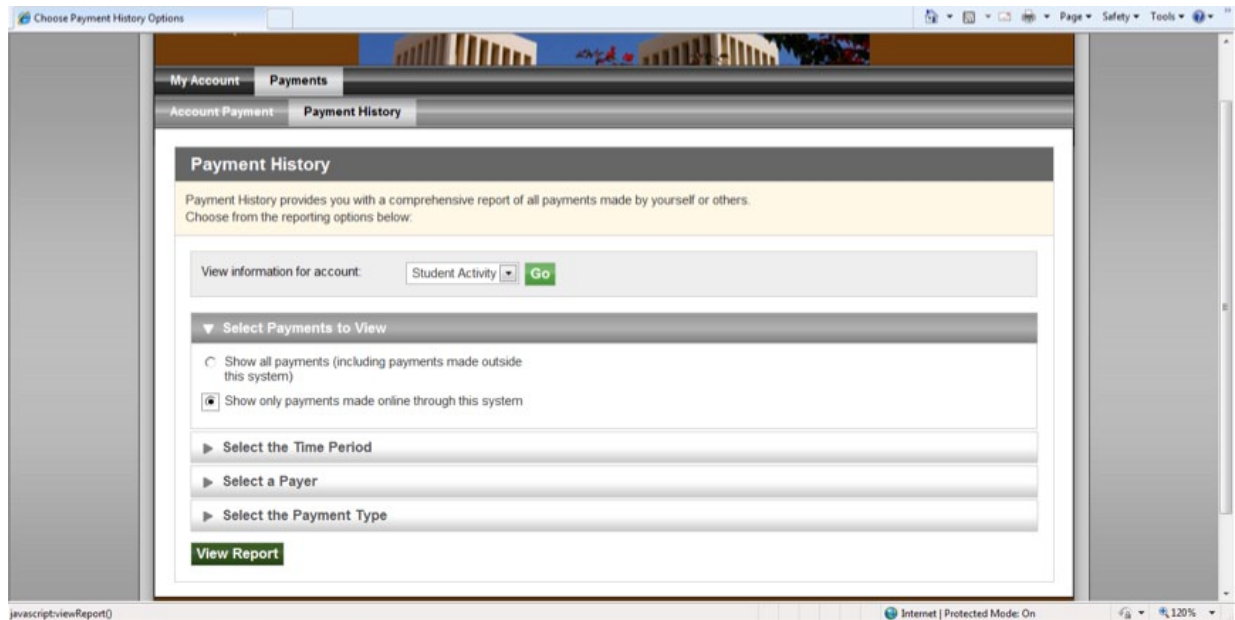 Choose Payment History Options
Page Safety Tools
My Account Payments
Account Payment Payment History
Payment History
Payment History provides you with a comprehensive report of all payments made by yourself or others.
Choose from the reporting options below:
View information for account: Student Activity Go
Select Payments to View
Show all payments (including payments made outside
this system)
Show only payments made online through this system
Select the Time Period
Select a Payer
Select the Payment Type
View Report
javascript:viewReport() Internet | Protected Mode: On 120%